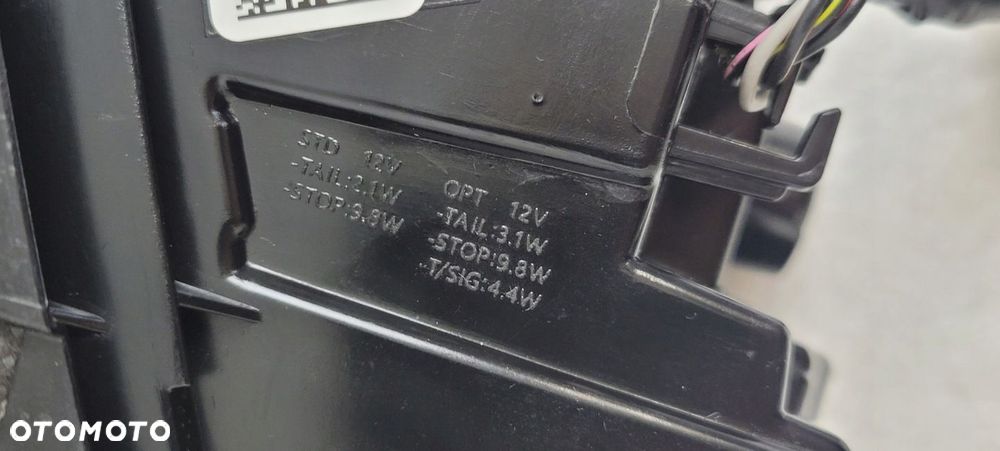 STD 12V
-TAIL:2.1W
-STOP:9.8W
OPT 12V
-TAIL:3.1W
-STOP:9.8W
-T/SIG:4.4W
OTOMOTO